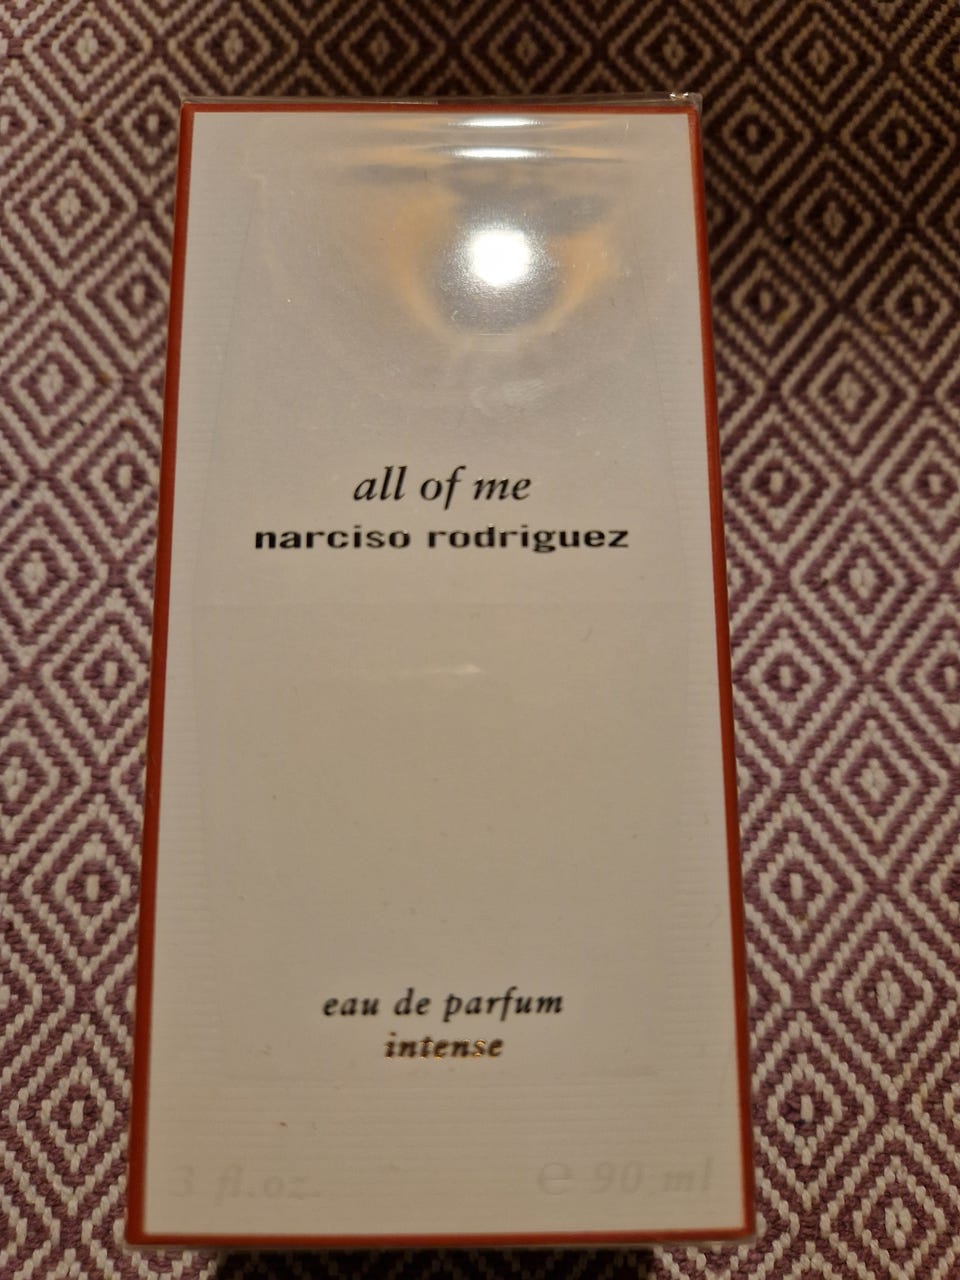 all of me
narciso rodriguez
eau de parfum
intense
3 fl.oz. ℮ 90 ml